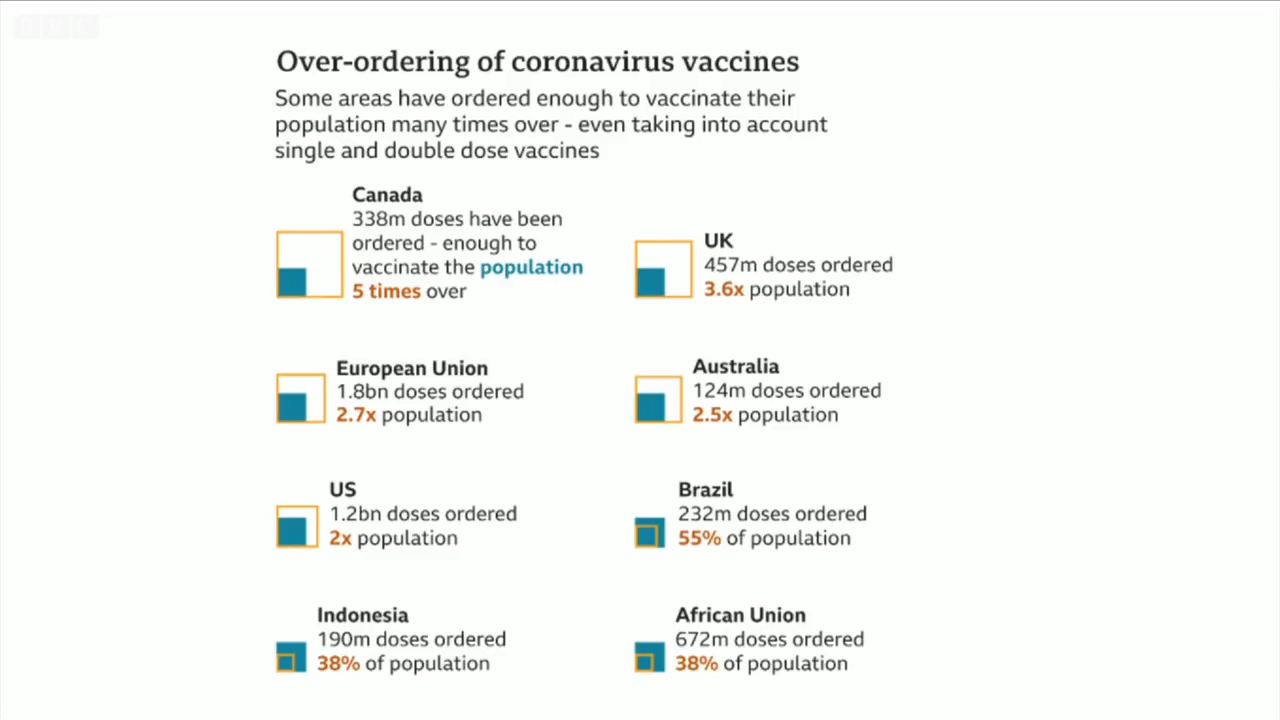 BBC
Over-ordering of coronavirus vaccines
Some areas have ordered enough to vaccinate their
population many times over - even taking into account
single and double dose vaccines
Canada
338m doses have been
ordered - enough to
vaccinate the population
5 times over
UK
457m doses ordered
3.6x population
European Union
1.8bn doses ordered
2.7x population
Australia
124m doses ordered
2.5x population
US
1.2bn doses ordered
2x population
Brazil
232m doses ordered
55% of population
Indonesia
190m doses ordered
38% of population
African Union
672m doses ordered
38% of population